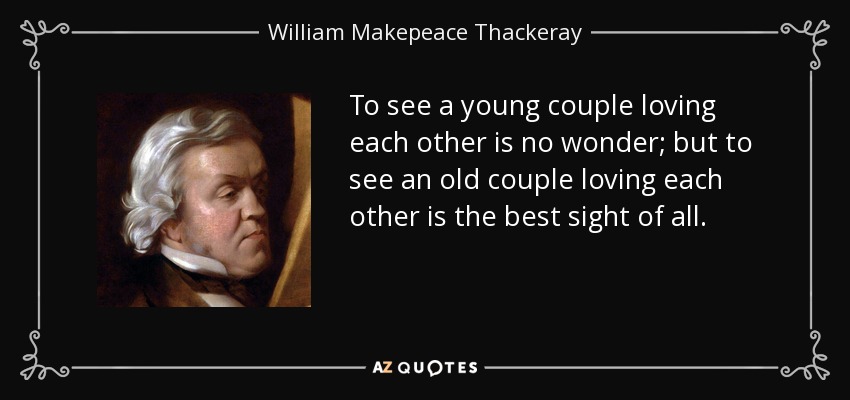 William Makepeace Thackeray
To see a young couple loving
each other is no wonder; but to
see an old couple loving each
other is the best sight of all.
AZ QUOTES